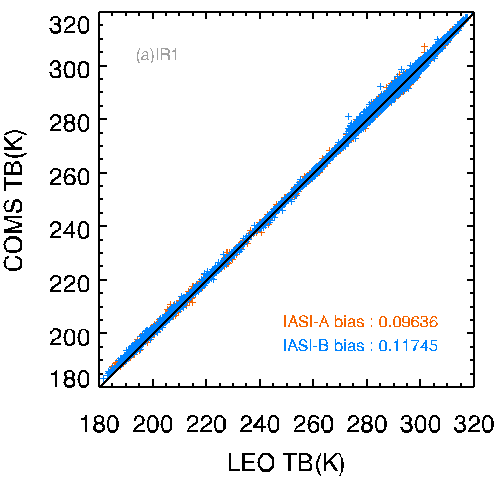 320
300
280
260
240
220
200
180
COMS TB(K)
(a)IR1
IASI-A bias : 0.09636
IASI-B bias : 0.11745
180 200 220 240 260 280 300 320
LEO TB(K)